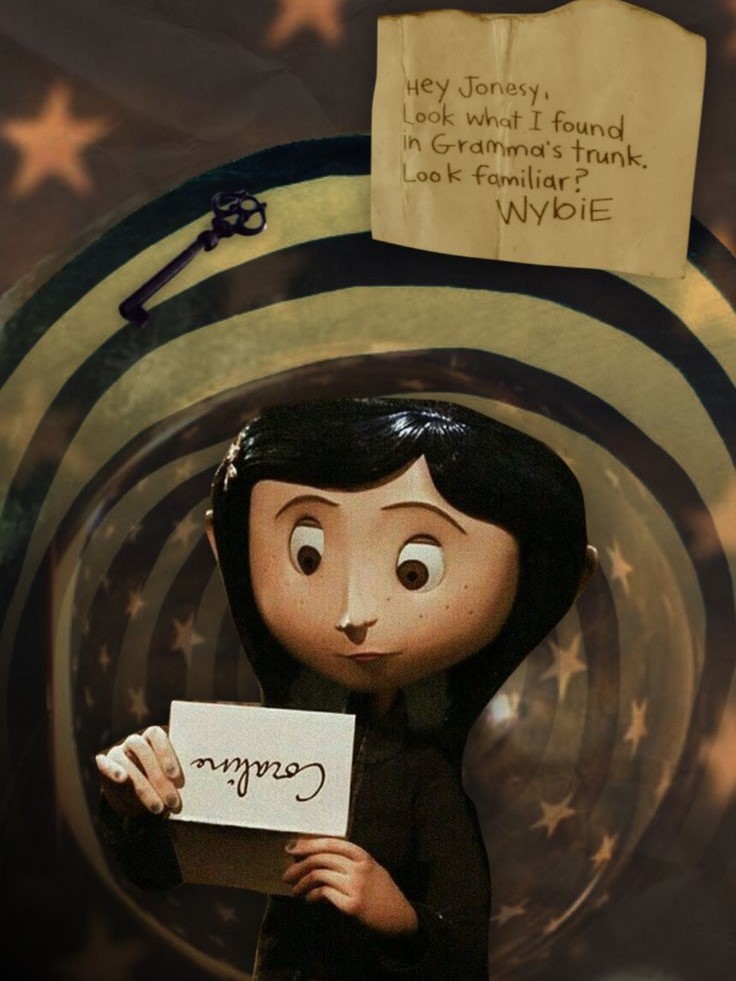 Hey Jonesy,
Look what I found
in Gramma's trunk.
Look familiar?
WybiE
Coraline